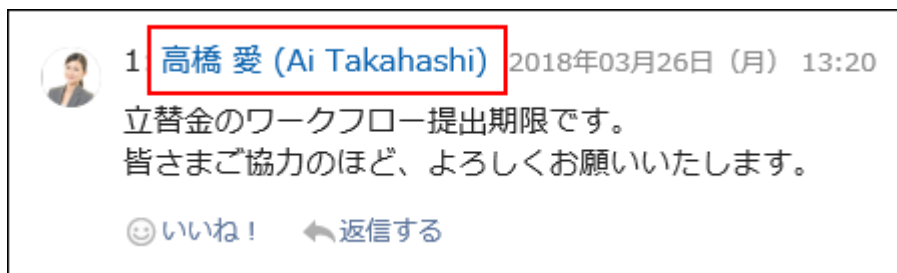 1: 高橋 愛 (Ai Takahashi) 2018年03月26日（月） 13:20
立替金のワークフロー提出期限です。
皆さまご協力のほど、よろしくお願いいたします。
いいね！ 返信する